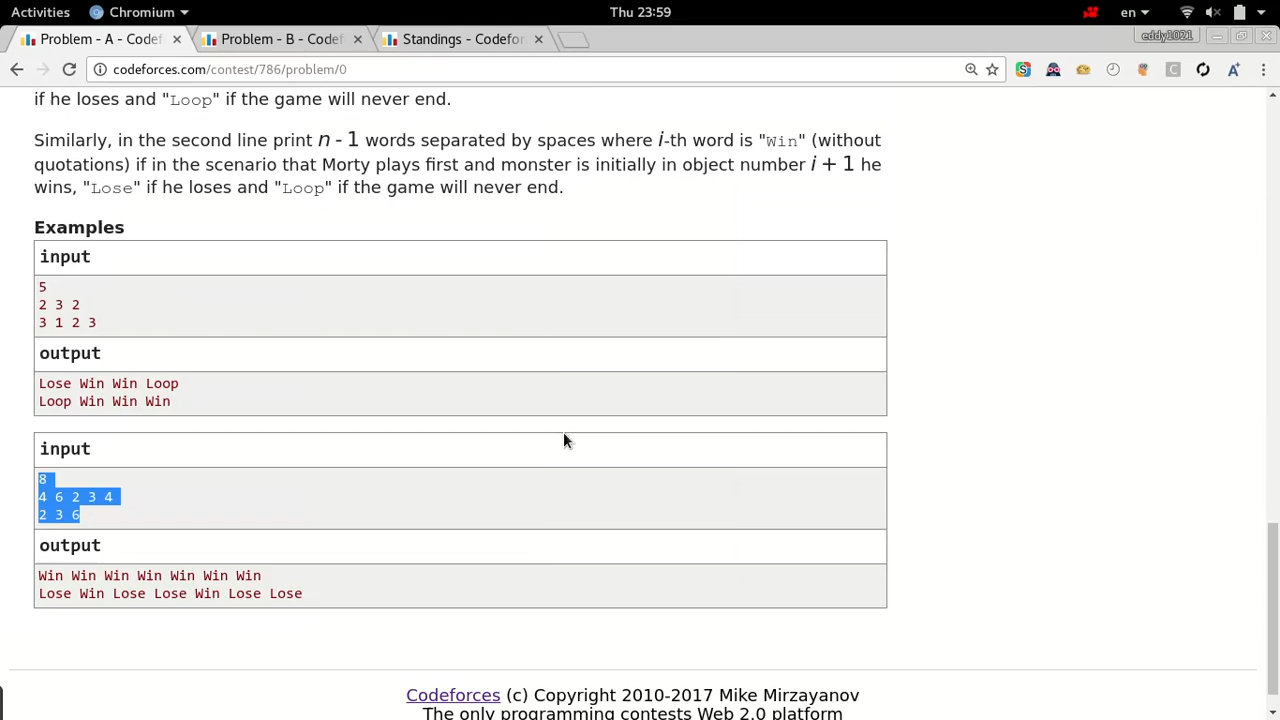 Activities Chromium Thu 23:59 en
Problem - A - Codef Problem - B - Codef Standings - Codefor eddy1021
codeforces.com/contest/786/problem/0
if he loses and "Loop" if the game will never end.
Similarly, in the second line print n - 1 words separated by spaces where i-th word is "Win" (without
quotations) if in the scenario that Morty plays first and monster is initially in object number i + 1 he
wins, "Lose" if he loses and "Loop" if the game will never end.
Examples
input
5
2 3 2
3 1 2 3
output
Lose Win Win Loop
Loop Win Win Win
input
8
4 6 2 3 4
2 3 6
output
Win Win Win Win Win Win Win
Lose Win Lose Lose Win Lose Lose
Codeforces (c) Copyright 2010-2017 Mike Mirzayanov
The only programming contests Web 2.0 platform